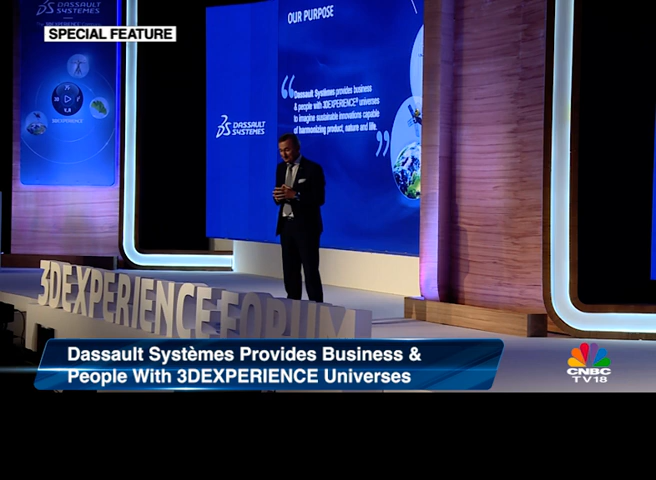 DASSAULT
SYSTEMES
SPECIAL FEATURE
3DEXPERIENCE
OUR PURPOSE
“
Dassault Systèmes provides business
& people with 3DEXPERIENCE® universes
to imagine sustainable innovations capable
of harmonizing product, nature and life.
”
DASSAULT
SYSTEMES
3DEXPERIENCE FORUM
Dassault Systèmes Provides Business &
People With 3DEXPERIENCE Universes
CNBC
TV18